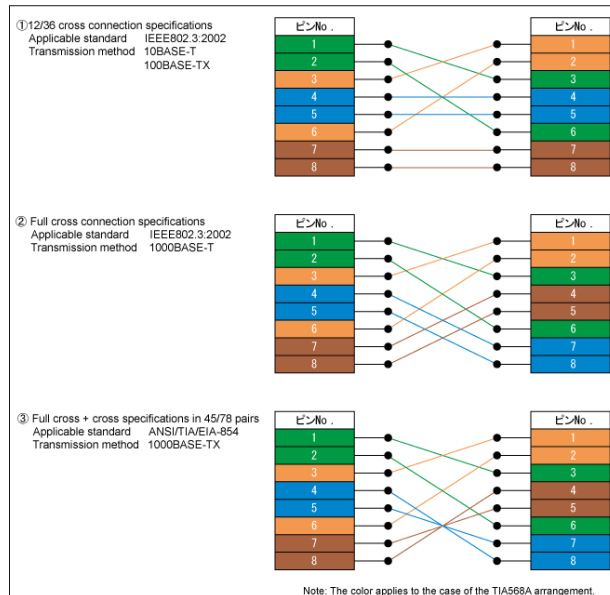 ①12/36 cross connection specifications
Applicable standard IEEE802.3:2002
Transmission method 10BASE-T
100BASE-TX
ピンNo. ピンNo.
1 1
2 2
3 3
4 4
5 5
6 6
7 7
8 8
② Full cross connection specifications
Applicable standard IEEE802.3:2002
Transmission method 1000BASE-T
ピンNo. ピンNo.
1 1
2 2
3 3
4 4
5 5
6 6
7 7
8 8
③ Full cross + cross specifications in 45/78 pairs
Applicable standard ANSI/TIA/EIA-854
Transmission method 1000BASE-TX
ピンNo. ピンNo.
1 1
2 2
3 3
4 4
5 5
6 6
7 7
8 8
Note: The color applies to the case of the TIA568A arrangement.